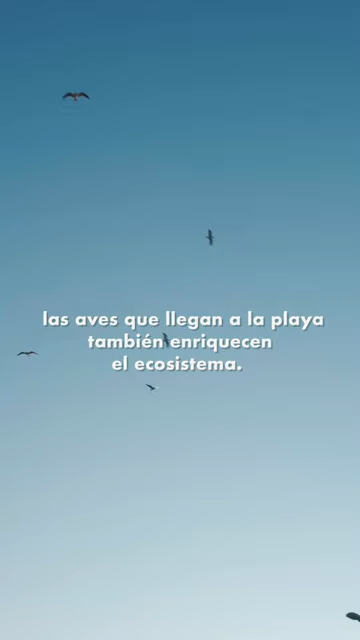 las aves que llegan a la playa
también enriquecen
el ecosistema.